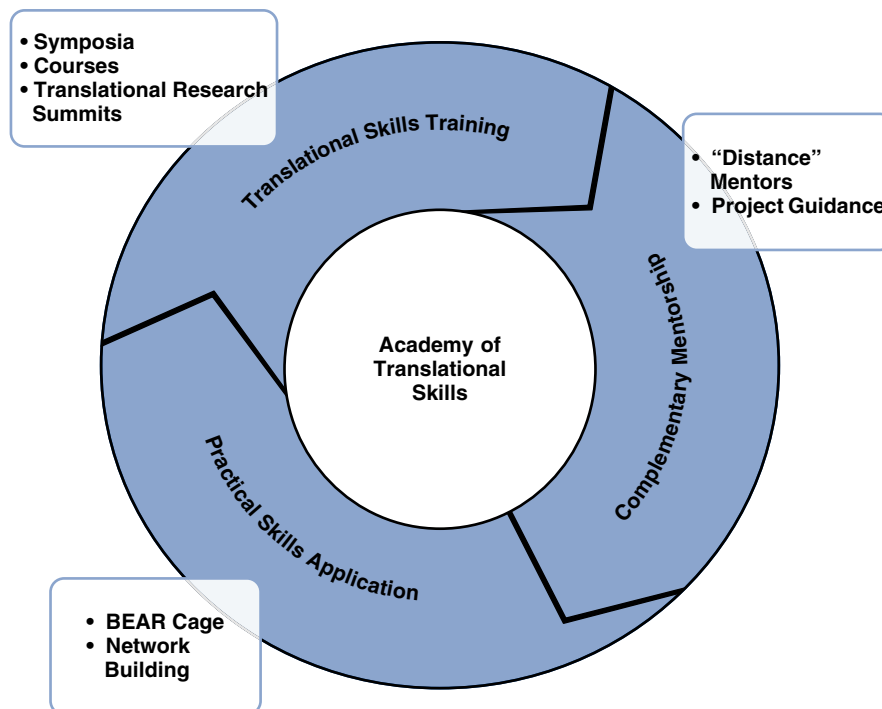 • Symposia
• Courses
• Translational Research
Summits
Translational Skills Training
• “Distance”
Mentors
• Project Guidance
Complementary Mentorship
Academy of
Translational
Skills
Practical Skills Application
• BEAR Cage
• Network
Building